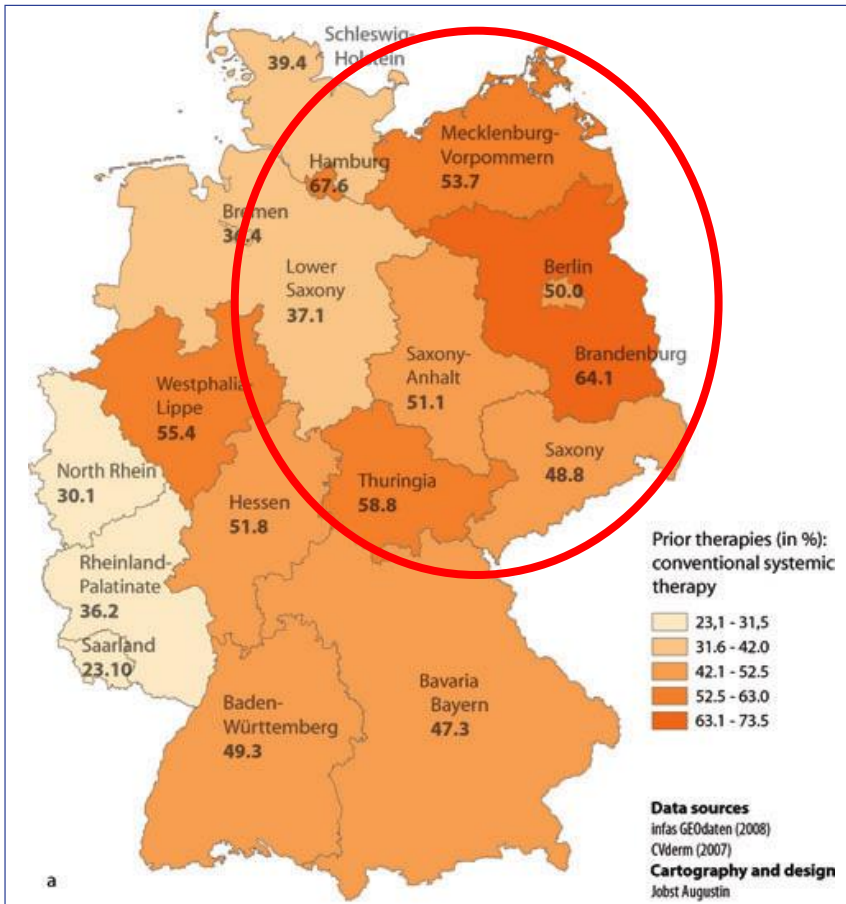 Schleswig-
Holstein
39.4
Mecklenburg-
Vorpommern
53.7
Hamburg
67.6
Bremen
36.4
Lower
Saxony
37.1
Berlin
50.0
Brandenburg
64.1
Saxony-
Anhalt
51.1
Westphalia-
Lippe
55.4
North Rhein
30.1
Hessen
51.8
Thuringia
58.8
Saxony
48.8
Rheinland-
Palatinate
36.2
Saarland
23.10
Baden-
Württemberg
49.3
Bavaria
Bayern
47.3
Prior therapies (in %):
conventional systemic
therapy
23,1 - 31,5
31.6 - 42.0
42.1 - 52.5
52.5 - 63.0
63.1 - 73.5
Data sources
infas GEOdaten (2008)
CVderm (2007)
Cartography and design
Jobst Augustin
a